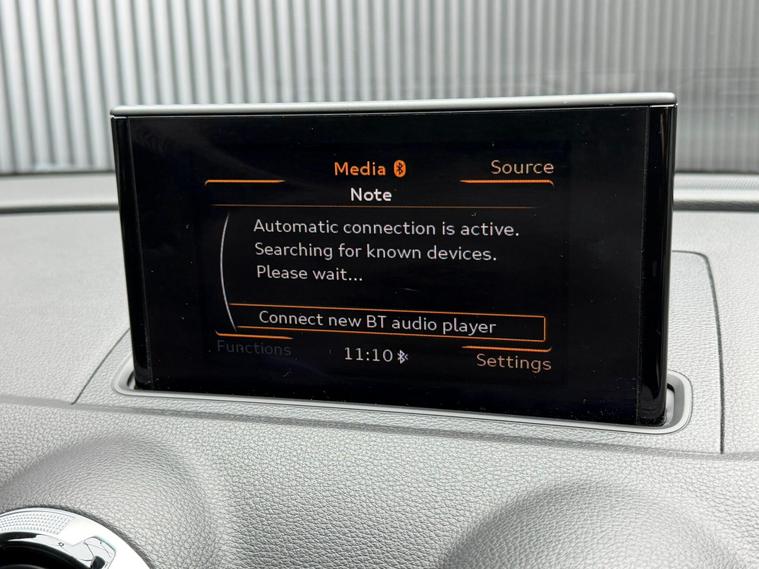 Media
Source
Note
Automatic connection is active.
Searching for known devices.
Please wait...
Connect new BT audio player
Functions
11:10
Settings